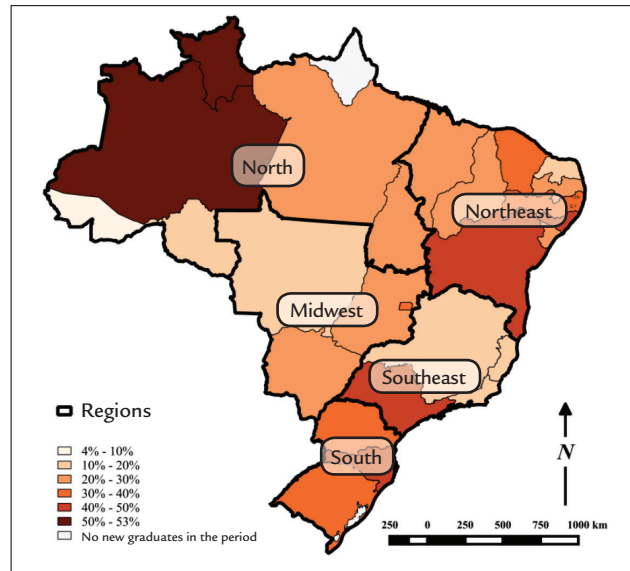 North
Northeast
Midwest
Southeast
South
Regions
4% - 10%
10% - 20%
20% - 30%
30% - 40%
40% - 50%
50% - 53%
No new graduates in the period
N
250 0 250 500 750 1000 km